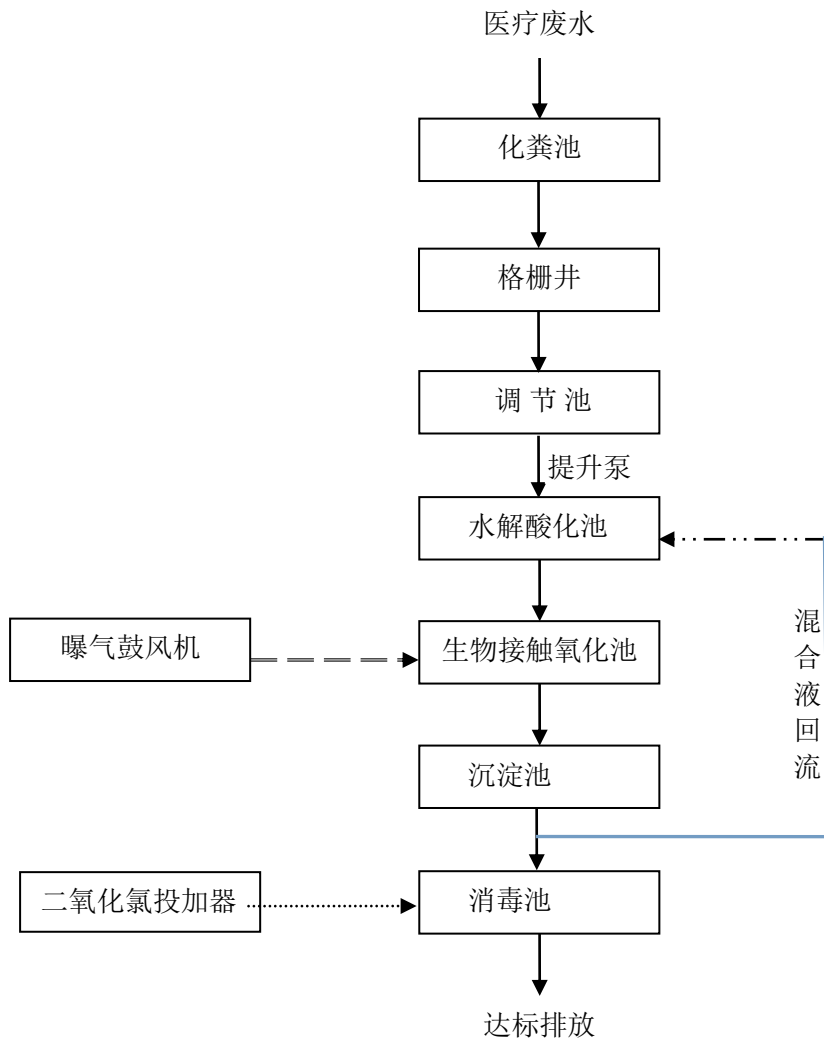 医疗废水
化粪池
格栅井
调 节 池
提升泵
水解酸化池
曝气鼓风机
生物接触氧化池
混合液回流
沉淀池
二氧化氯投加器
消毒池
达标排放